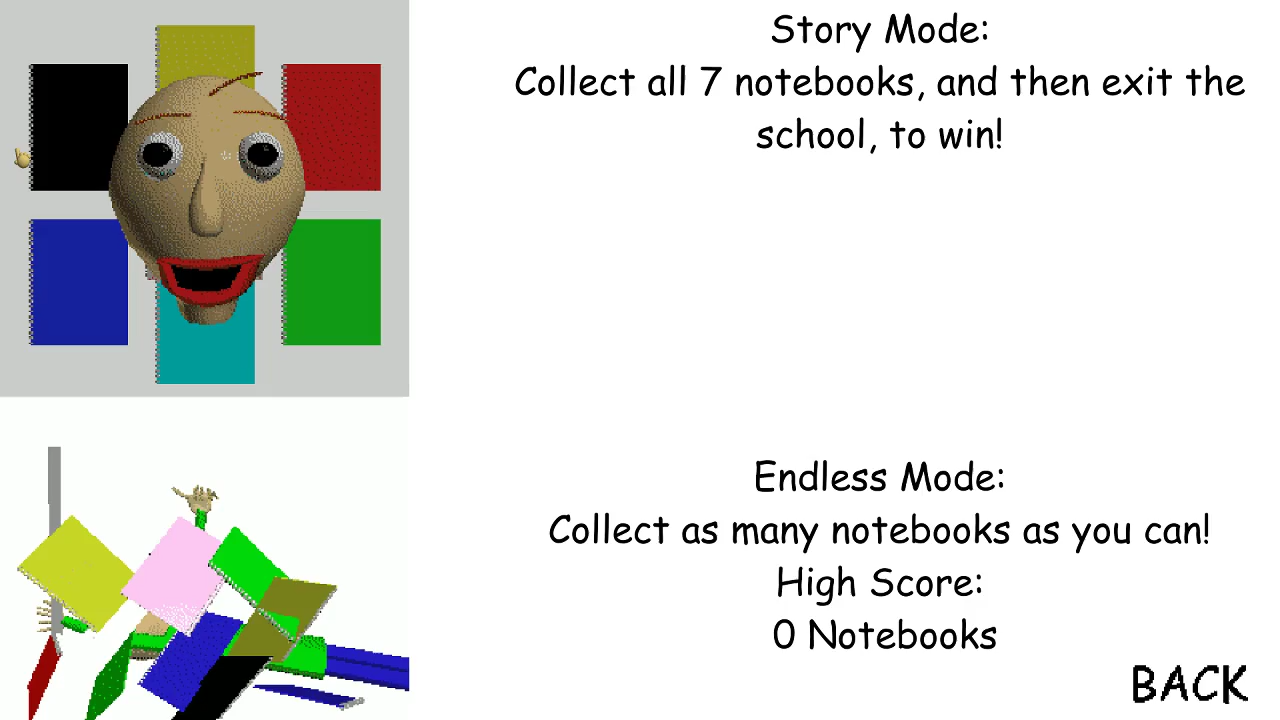 Story Mode:
Collect all 7 notebooks, and then exit the
school, to win!
Endless Mode:
Collect as many notebooks as you can!
High Score:
0 Notebooks
BACK